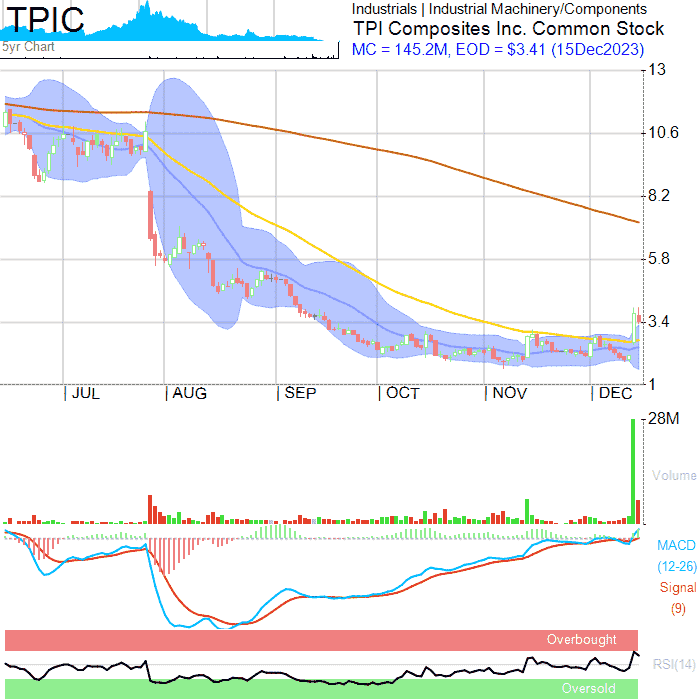 TPIC
5yr Chart
Industrials | Industrial Machinery/Components
TPI Composites Inc. Common Stock
MC = 145.2M, EOD = $3.41 (15Dec2023)
13
10.6
8.2
5.8
3.4
1
JUL AUG SEP OCT NOV DEC
28M
Volume
MACD
(12-26)
Signal
(9)
Overbought
RSI(14)
Oversold